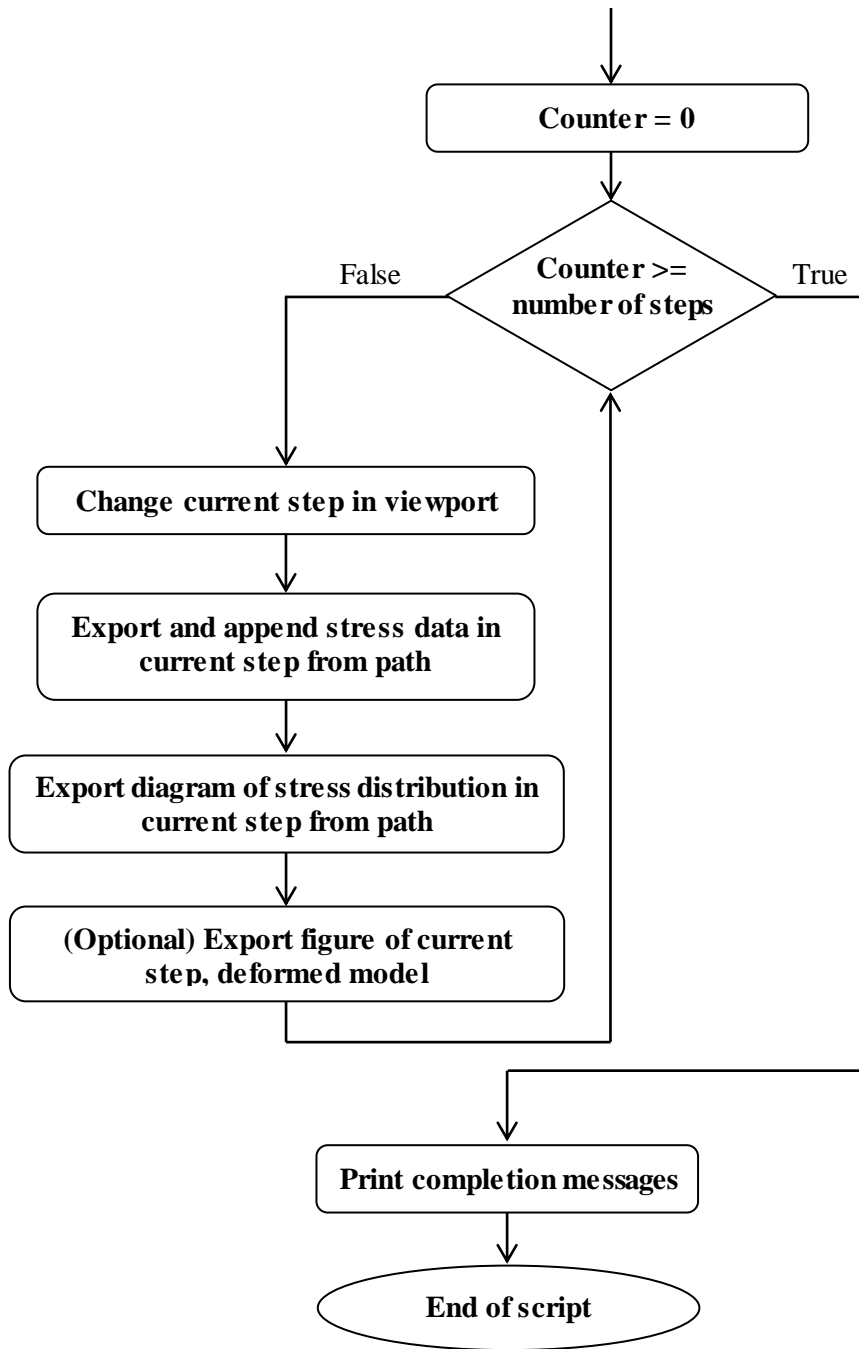 Counter = 0
Counter >=
number of steps
False
True
Change current step in viewport
Export and append stress data in
current step from path
Export diagram of stress distribution in
current step from path
(Optional) Export figure of current
step, deformed model
Print completion messages
End of script